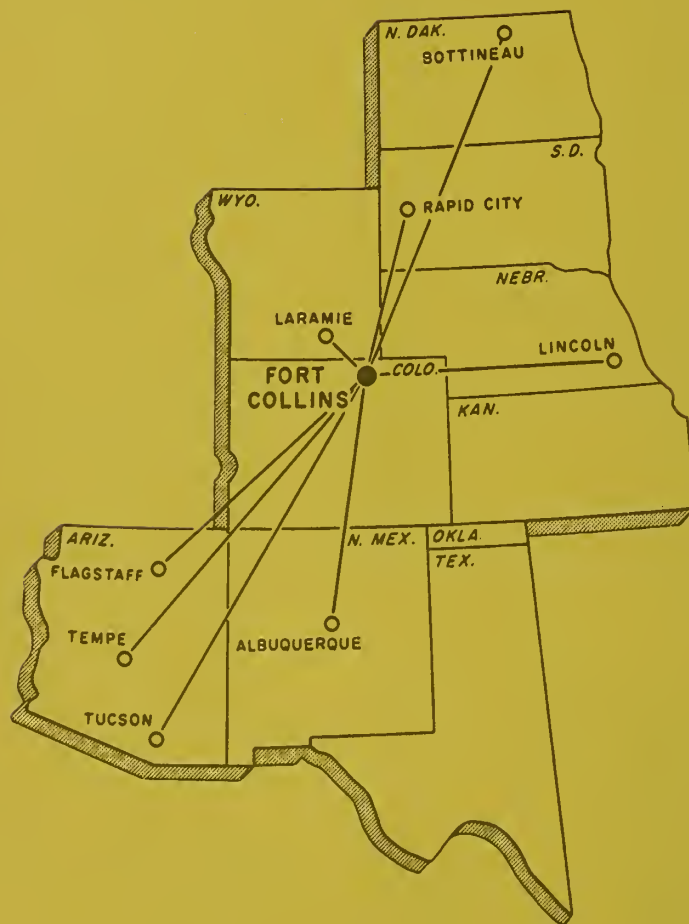 N. DAK.
BOTTINEAU
S.D.
WYO.
RAPID CITY
NEBR.
LARAMIE
LINCOLN
FORT
COLLINS
COLO.
KAN.
ARIZ.
N. MEX.
OKLA.
TEX.
FLAGSTAFF
TEMPE
ALBUQUERQUE
TUCSON